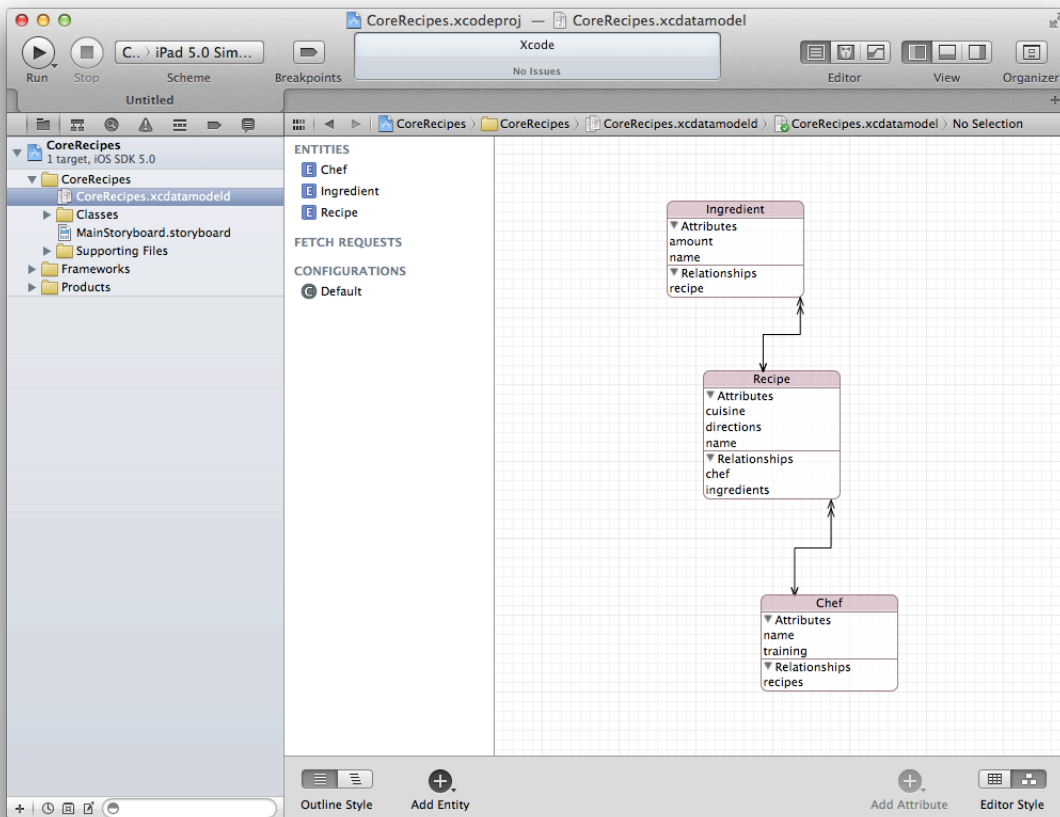 CoreRecipes.xcodeproj — CoreRecipes.xcdatamodel
C.. › iPad 5.0 Sim...
Xcode
No Issues
Run
Stop
Scheme
Breakpoints
Editor
View
Organizer
Untitled
CoreRecipes › CoreRecipes › CoreRecipes.xcdatamodeld › CoreRecipes.xcdatamodel › No Selection
CoreRecipes
1 target, iOS SDK 5.0
CoreRecipes
CoreRecipes.xcdatamodeld
Classes
MainStoryboard.storyboard
Supporting Files
Frameworks
Products
ENTITIES
E Chef
E Ingredient
E Recipe
FETCH REQUESTS
CONFIGURATIONS
C Default
Ingredient
Attributes
amount
name
Relationships
recipe
Recipe
Attributes
cuisine
directions
name
Relationships
chef
ingredients
Chef
Attributes
name
training
Relationships
recipes
Outline Style
Add Entity
Add Attribute
Editor Style